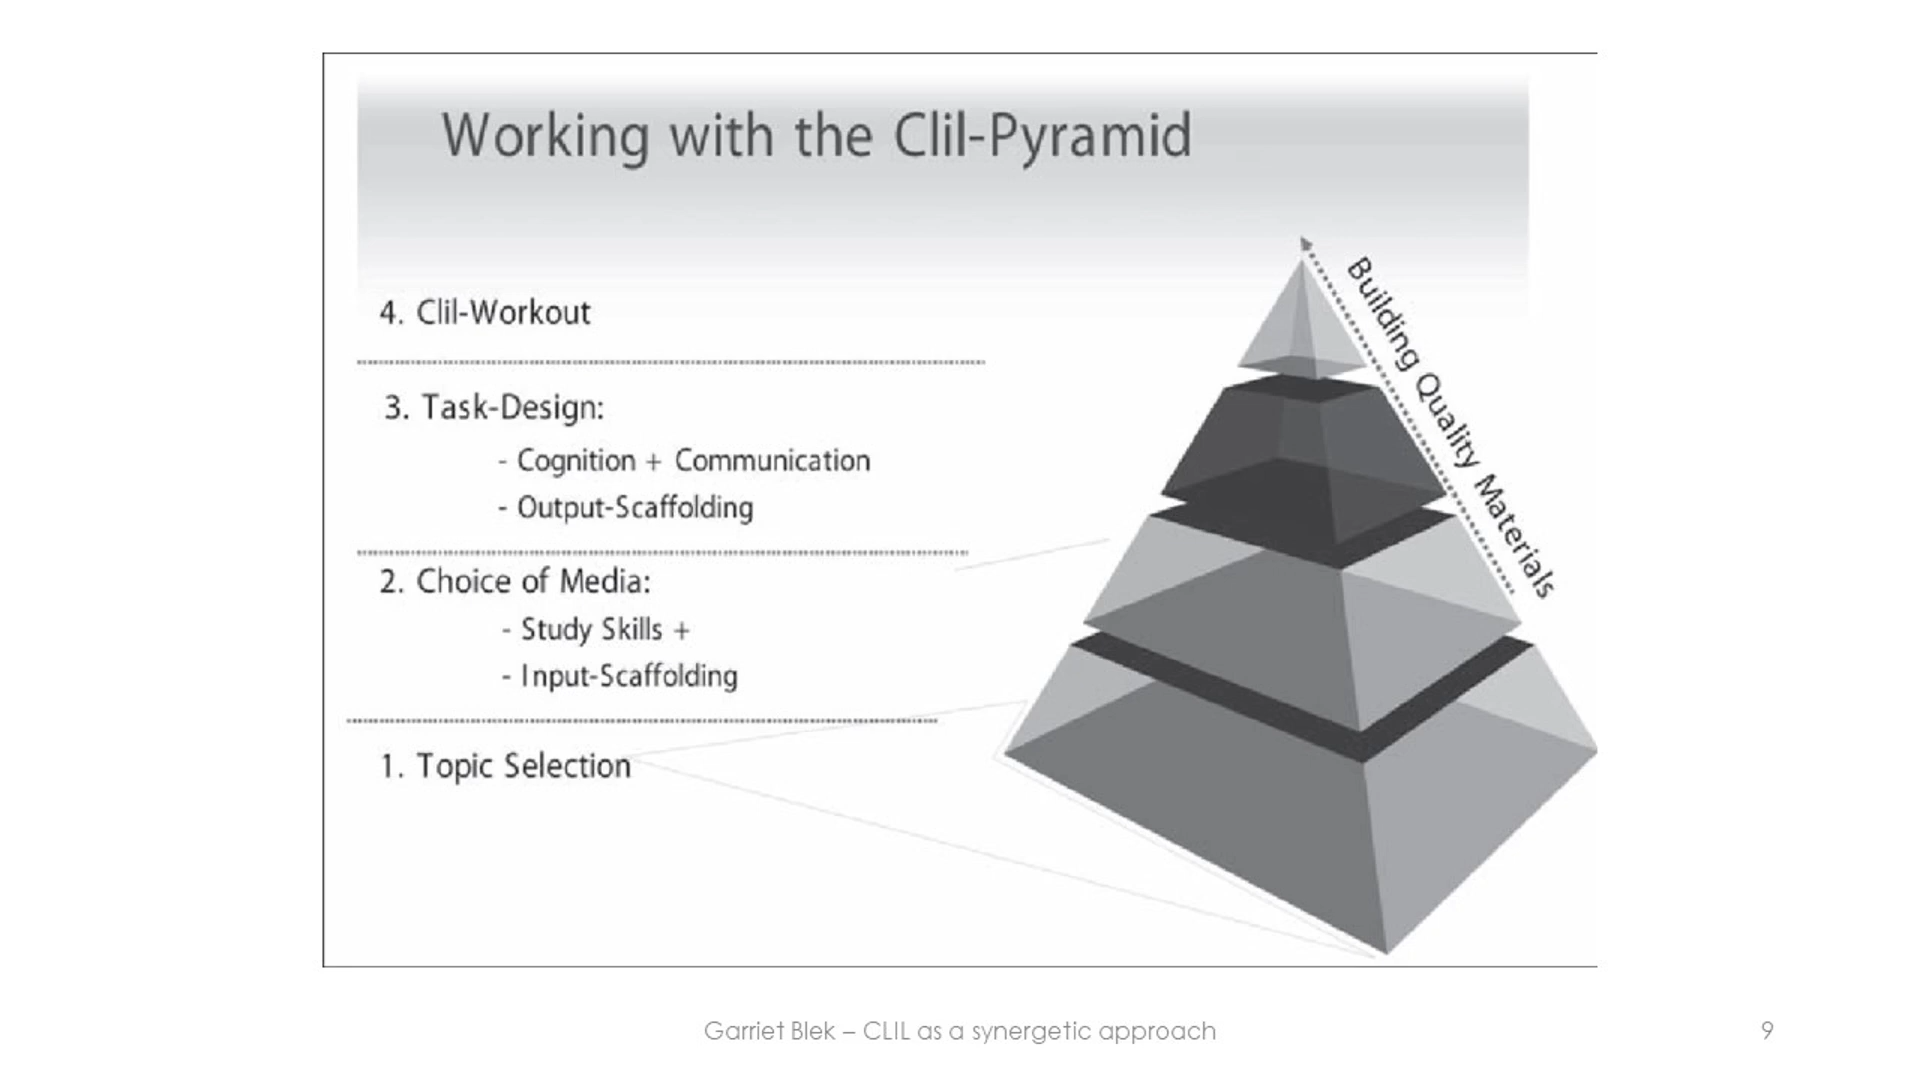 Working with the Clil-Pyramid
Building Quality Materials
4. Clil-Workout
3. Task-Design:
- Cognition + Communication
- Output-Scaffolding
2. Choice of Media:
- Study Skills +
- Input-Scaffolding
1. Topic Selection
Garriet Blek – CLIL as a synergetic approach
9